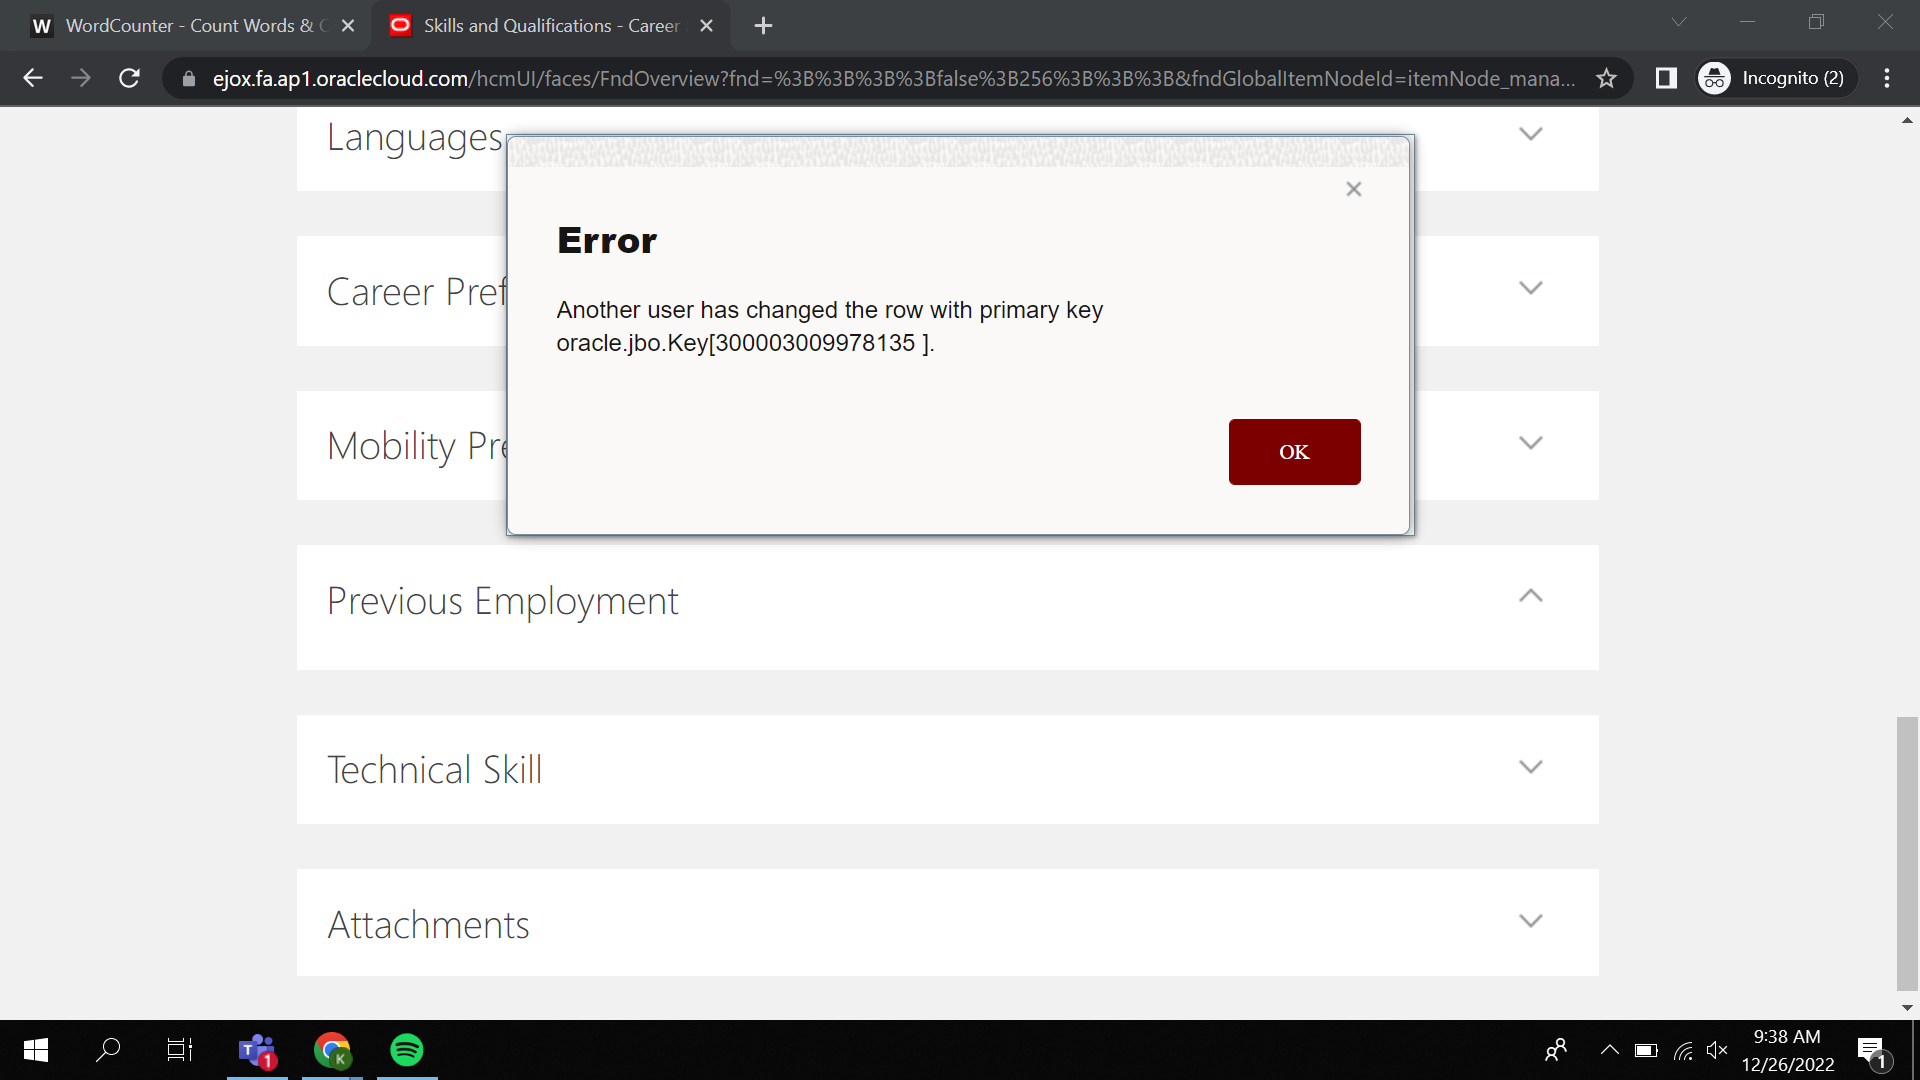 WordCounter - Count Words &
Skills and Qualifications - Career
ejox.fa.ap1.oraclecloud.com/hcmUI/faces/FndOverview?fnd=%3B%3B%3B%3Bfalse%3B256%3B%3B%3B&fndGlobalItemNodeId=itemNode_mana...
Incognito (2)
Languages
Error
Another user has changed the row with primary key
oracle.jbo.Key[300003009978135 ].
OK
Career Pref
Mobility Pre
Previous Employment
Technical Skill
Attachments
9:38 AM
12/26/2022